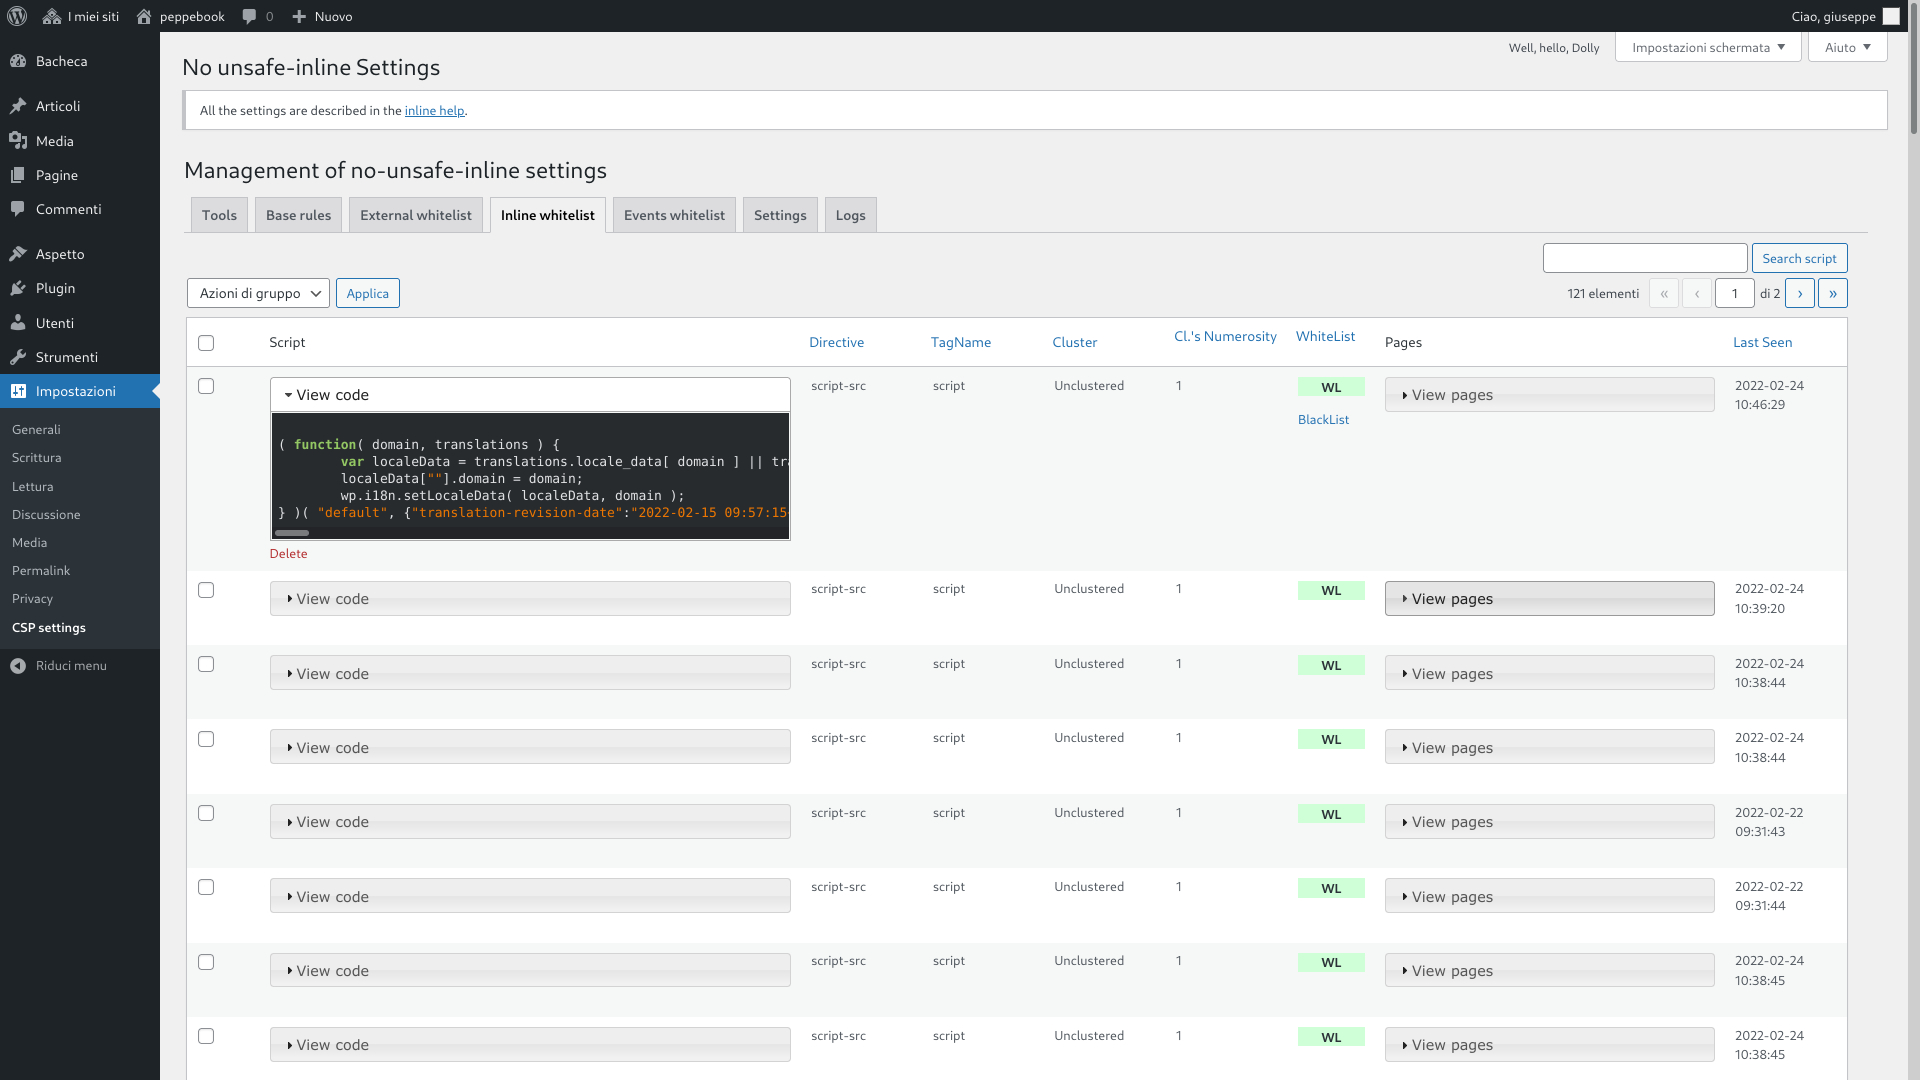 I miei siti peppebook 0 Nuovo Ciao, giuseppe
Bacheca
Articoli
Media
Pagine
Commenti
Aspetto
Plugin
Utenti
Strumenti
Impostazioni
Generali
Scrittura
Lettura
Discussione
Media
Permalink
Privacy
CSP settings
Riduci menu
Well, hello, Dolly Impostazioni schermata Aiuto
No unsafe-inline Settings
All the settings are described in the inline help.
Management of no-unsafe-inline settings
Tools Base rules External whitelist Inline whitelist Events whitelist Settings Logs
Search script
Azioni di gruppo Applica 121 elementi « ‹ 1 di 2 › »
Script Directive TagName Cluster Cl.'s Numerosity WhiteList Pages Last Seen
View code script-src script Unclustered 1 WL View pages 2022-02-24
10:46:29
BlackList
( function( domain, translations ) {
var localeData = translations.locale_data[ domain ] ||
localeData[""].domain = domain;
wp.i18n.setLocaleData( localeData, domain );
} )( "default", {"translation-revision-date":"2022-02-15 09:57:15
Delete
View code script-src script Unclustered 1 WL View pages 2022-02-24
10:39:20
View code script-src script Unclustered 1 WL View pages 2022-02-24
10:38:44
View code script-src script Unclustered 1 WL View pages 2022-02-24
10:38:44
View code script-src script Unclustered 1 WL View pages 2022-02-22
09:31:43
View code script-src script Unclustered 1 WL View pages 2022-02-22
09:31:44
View code script-src script Unclustered 1 WL View pages 2022-02-24
10:38:45
View code script-src script Unclustered 1 WL View pages 2022-02-24
10:38:45